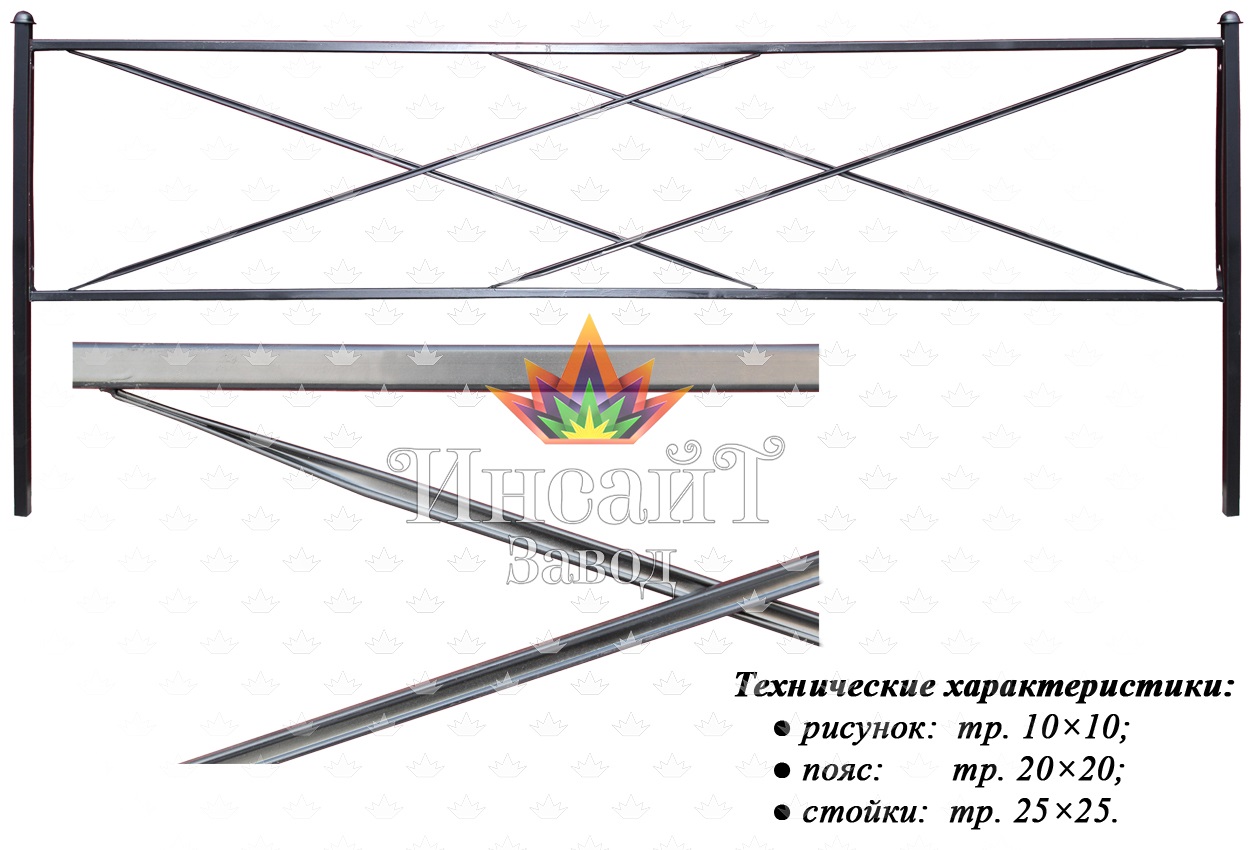 ИнсайТ
Завод
Технические характеристики:
● рисунок: тр. 10×10;
● пояс: тр. 20×20;
● стойки: тр. 25×25.